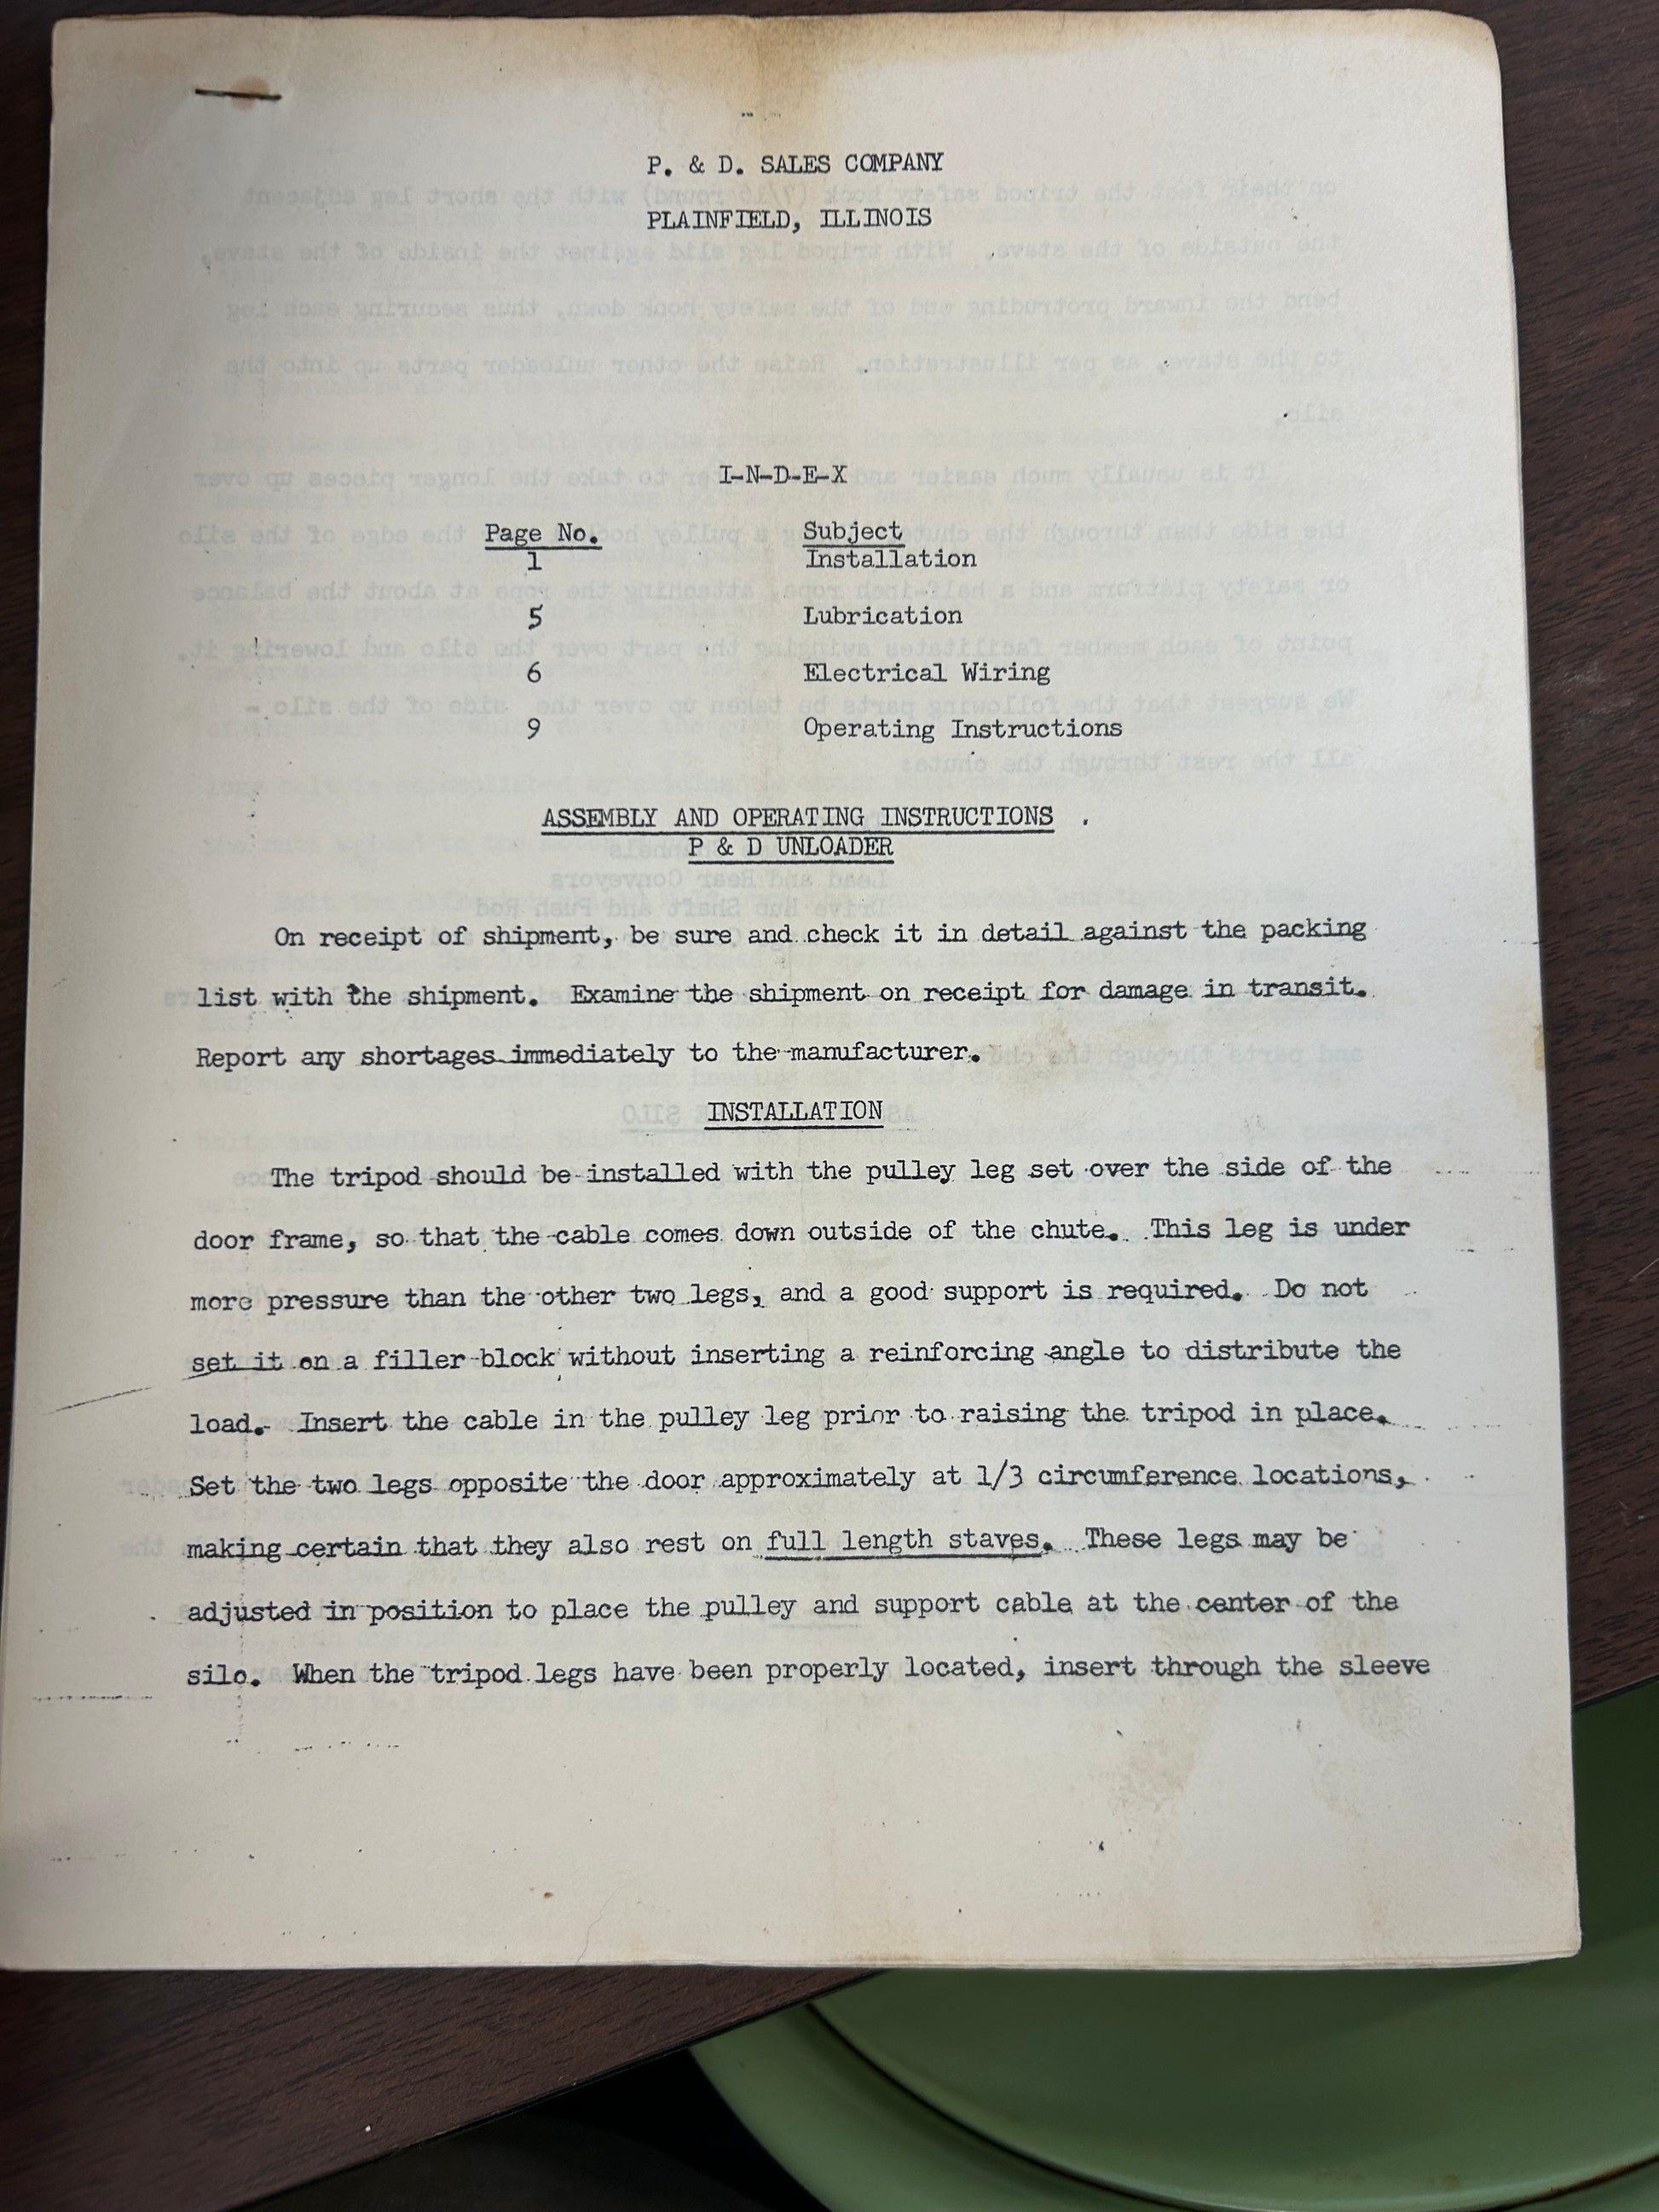 P. & D. SALES COMPANY
PLAINFIELD, ILLINOIS
I-N-D-E-X
Page No. Subject
1 Installation
5 Lubrication
6 Electrical Wiring
9 Operating Instructions
ASSEMBLY AND OPERATING INSTRUCTIONS
P & D UNLOADER
On receipt of shipment, be sure and check it in detail against the packing
list with the shipment. Examine the shipment on receipt for damage in transit.
Report any shortages immediately to the manufacturer.
INSTALLATION
The tripod should be installed with the pulley leg set over the side of the
door frame, so that the cable comes down outside of the chute. This leg is under
more pressure than the other two legs, and a good support is required. Do not
set it on a filler block without inserting a reinforcing angle to distribute the
load. Insert the cable in the pulley leg prior to raising the tripod in place.
Set the two legs opposite the door approximately at 1/3 circumference locations,
making certain that they also rest on full length staves. These legs may be
adjusted in position to place the pulley and support cable at the center of the
silo. When the tripod legs have been properly located, insert through the sleeve